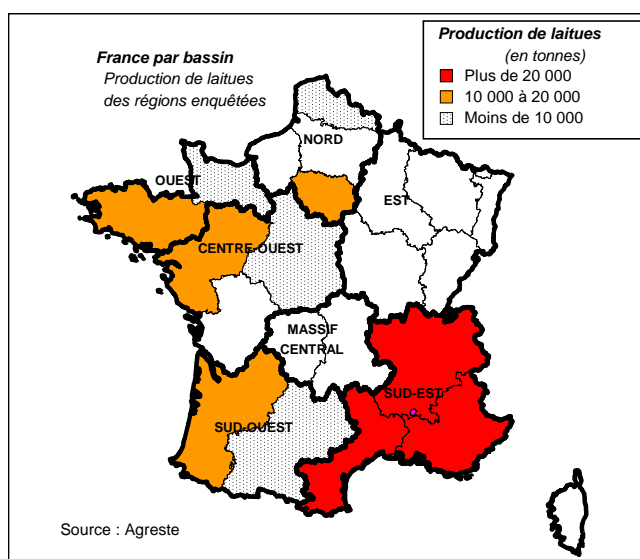 France par bassin
Production de laitues
des régions enquêtées
Production de laitues
(en tonnes)
Plus de 20 000
10 000 à 20 000
Moins de 10 000
NORD
OUEST
EST
CENTRE-OUEST
MASSIF
CENTRAL
SUD-EST
SUD-OUEST
Source : Agreste